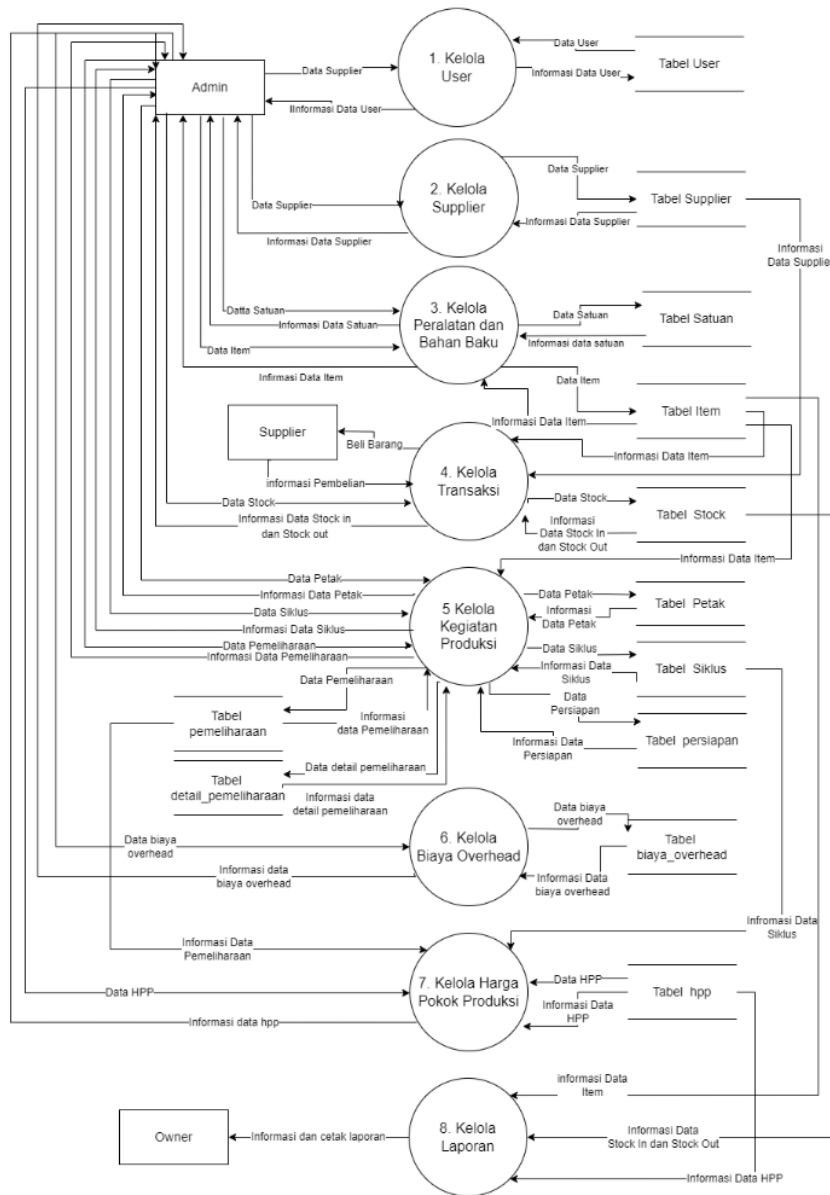 Data User
1. Kelola
User
Tabel User
Data Supplier
Informasi Data User
Admin
IInformasi Data User
2. Kelola
Supplier
Data Supplier
Tabel Supplier
Data Supplier
Informasi Data Supplier
Informasi Data Supplier
Informasi
Data Supplie
3. Kelola
Peralatan dan
Bahan Baku
Datta Satuan
Data Satuan
Tabel Satuan
Informasi Data Satuan
Informasi data satuan
Data Item
Infirmasi Data Item
Data Item
Tabel Item
Informasi Data Item
Supplier
Beli Barang
4. Kelola
Transaksi
Informasi Data Item
informasi Pembelian
Data Stock
Data Stock
Tabel Stock
Informasi Data Stock in
dan Stock out
Informasi
Data Stock In
dan Stock Out
Informasi Data Item
Data Petak
Informasi Data Petak
Data Siklus
Informasi Data Siklus
Data Pemeliharaan
Informasi Data Pemeliharaan
5 Kelola
Kegiatan
Produksi
Data Petak
Informasi
Data Petak
Tabel Petak
Data Siklus
Informasi Data
Siklus
Tabel Siklus
Data
Persiapan
Informasi Data
Persiapan
Tabel persiapan
Data Pemeliharaan
Tabel
pemeliharaan
Informasi
data Pemeliharaan
Data detail pemeliharaan
Tabel
detail_pemeliharaan
Informasi data
detail pemeliharaan
6. Kelola
Biaya Overhead
Data biaya
overhead
Data biaya
overhead
Tabel
biaya_overhead
Informasi data
biaya overhead
Informasi Data
biaya overhead
Infromasi Data
Siklus
Informasi Data
Pemeliharaan
7. Kelola Harga
Pokok Produksi
Data HPP
Data HPP
Tabel hpp
Informasi Data
HPP
Informasi data hpp
informasi Data
Item
Owner
Informasi dan cetak laporan
8. Kelola
Laporan
Informasi Data
Stock In dan Stock Out
Informasi Data HPP